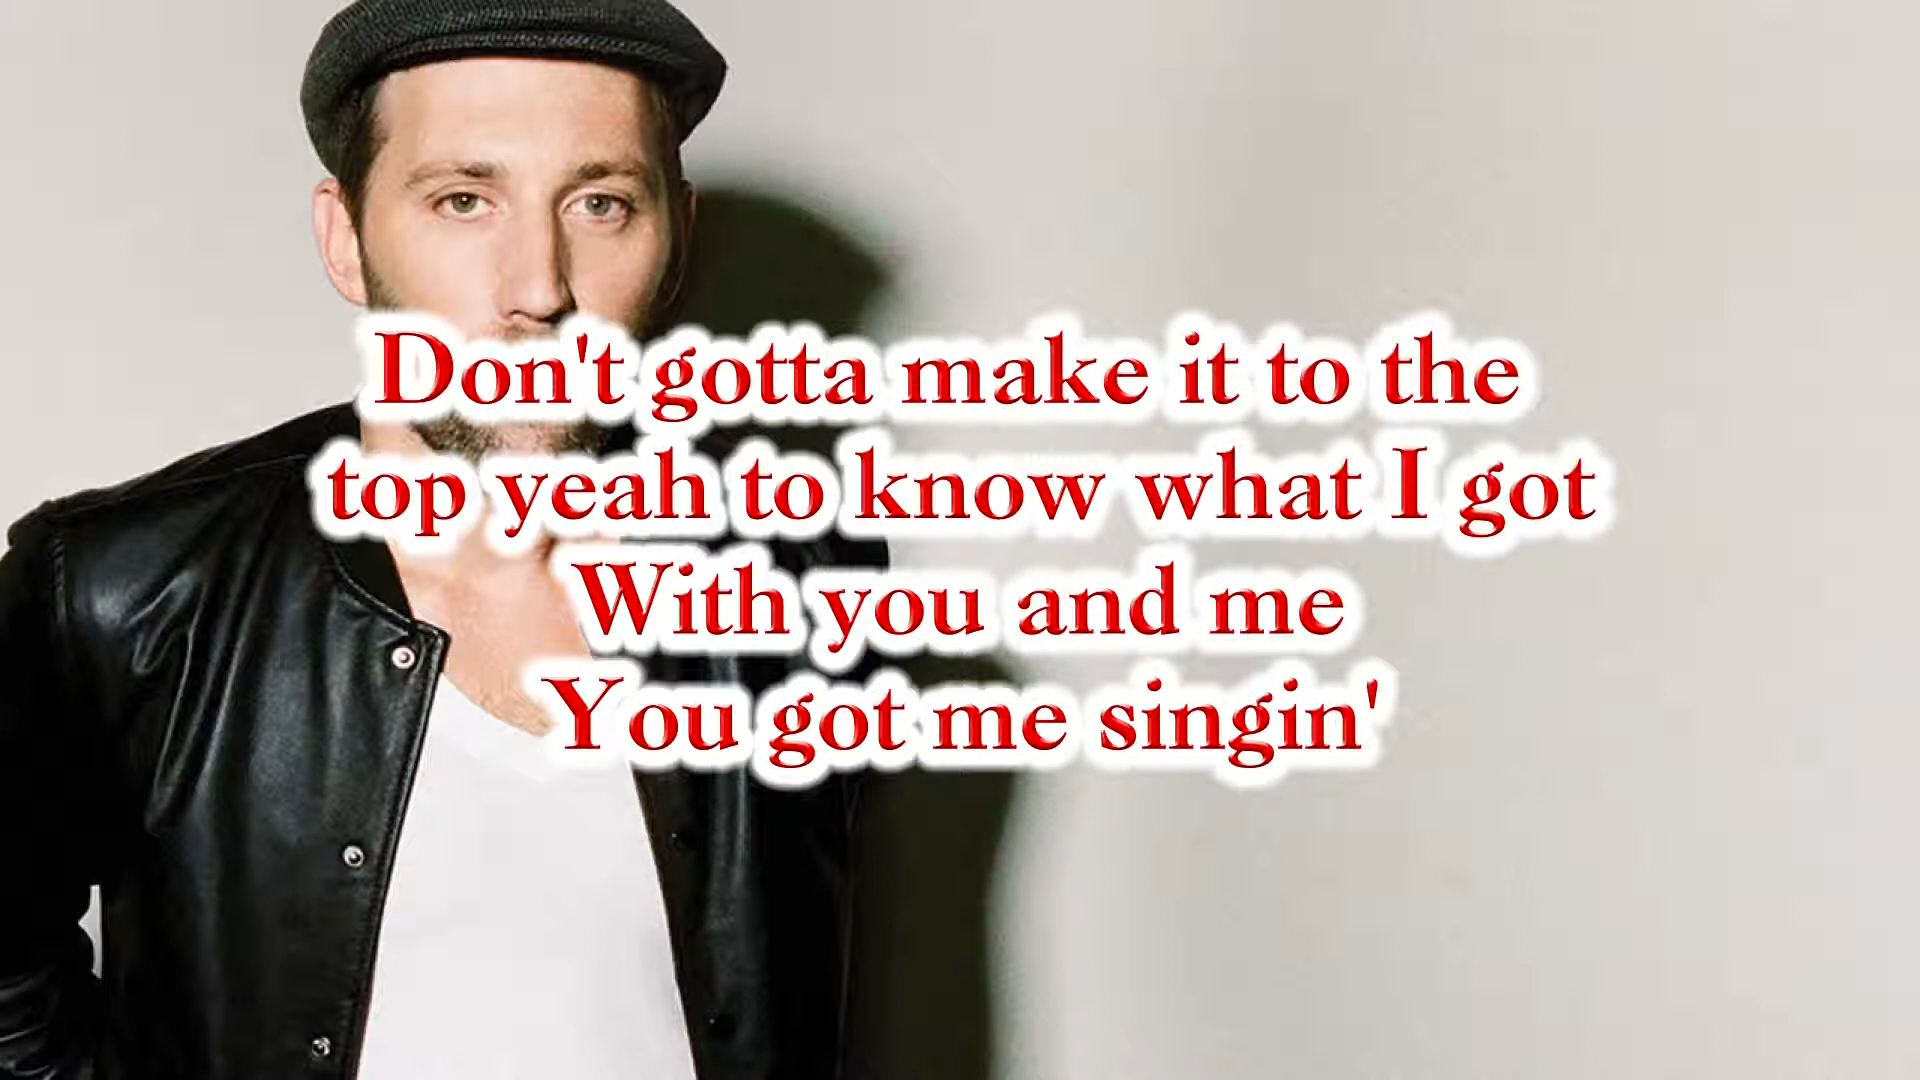 Don't gotta make it to the
top yeah to know what I got
With you and me
You got me singin'